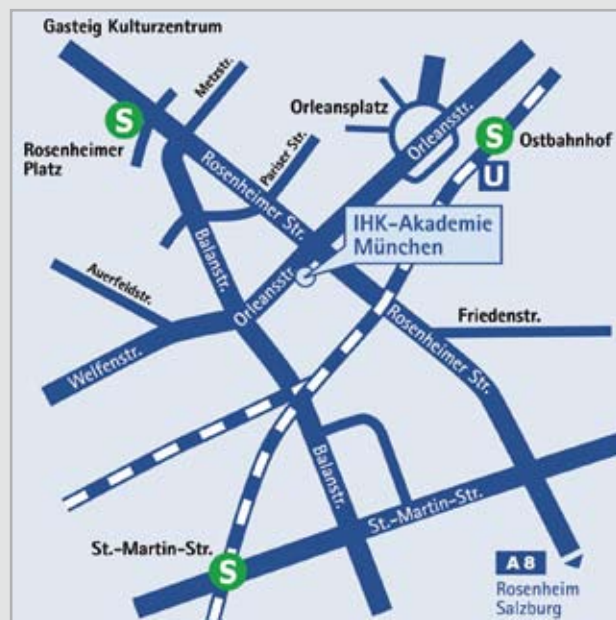 Gasteig Kulturzentrum
Metzstr.
S
Rosenheimer
Platz
Orleansplatz
Orleansstr.
S
Ostbahnhof
U
Pariser Str.
Rosenheimer Str.
IHK-Akademie
München
Balanstr.
Orleansstr.
Auerfeldstr.
Welfenstr.
Friedenstr.
Rosenheimer Str.
Balanstr.
St.-Martin-Str.
St.-Martin-Str.
S
A 8
Rosenheim
Salzburg